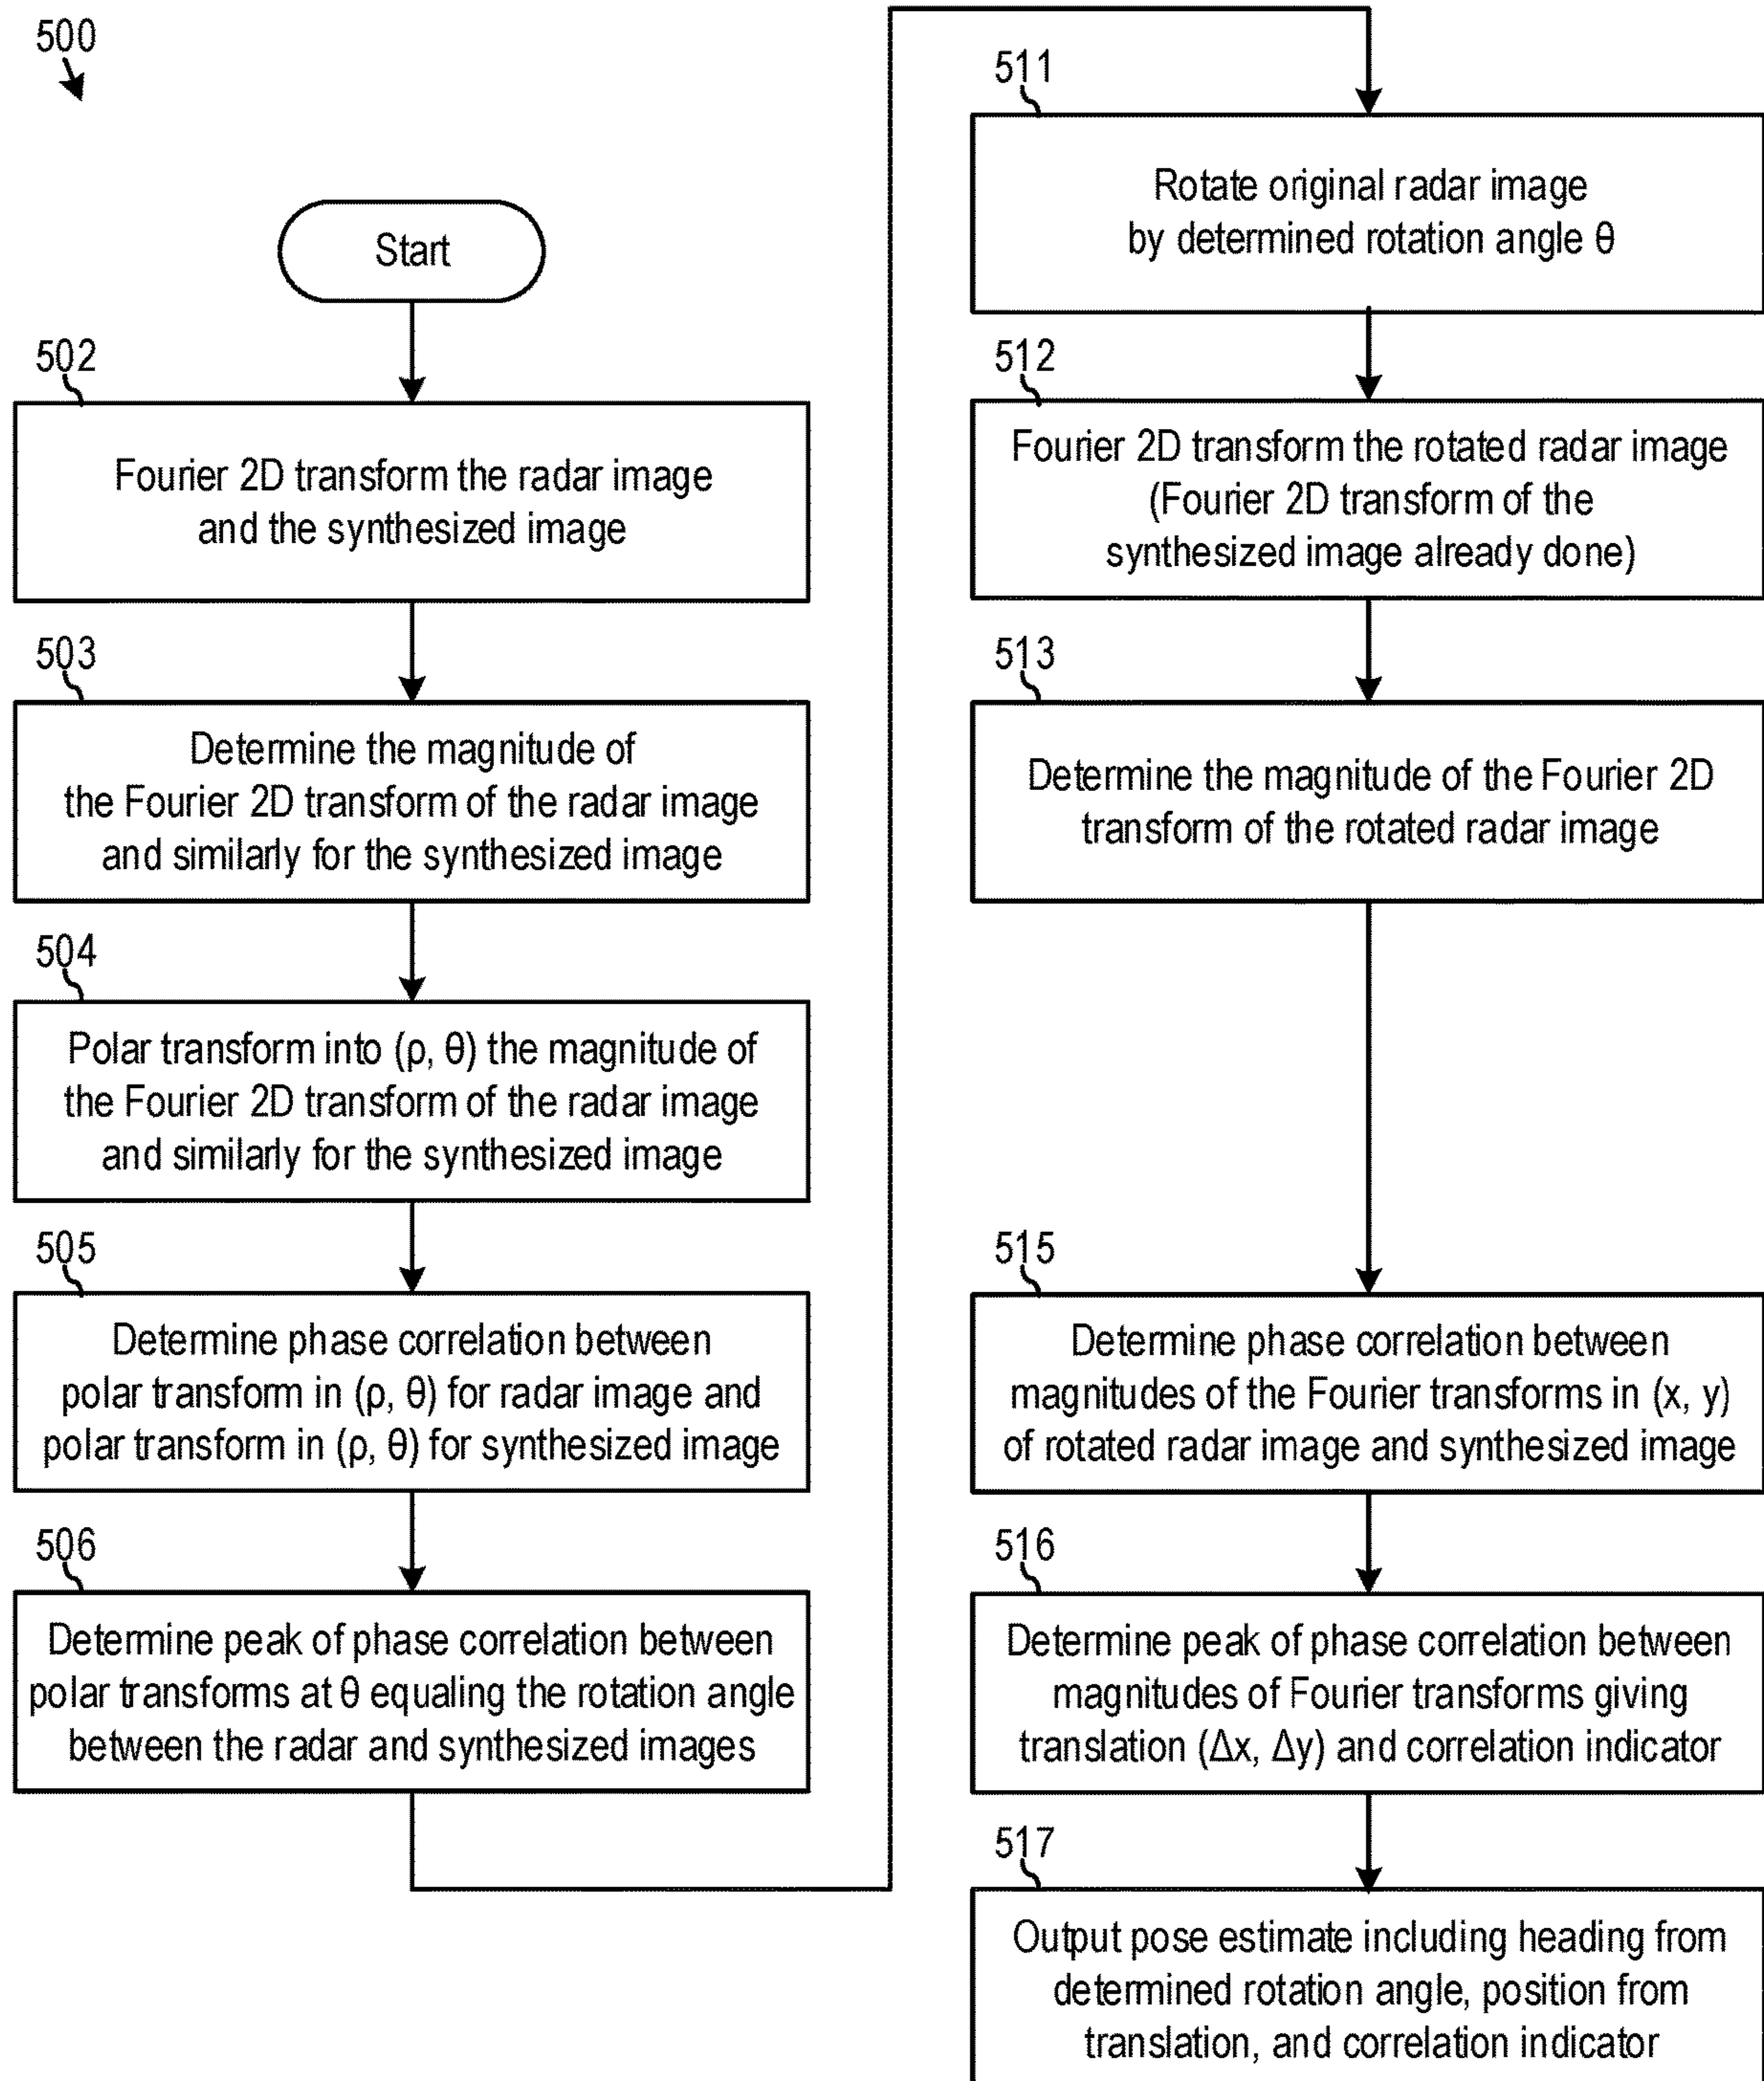 500
Start
502
Fourier 2D transform the radar image
and the synthesized image
503
Determine the magnitude of
the Fourier 2D transform of the radar image
and similarly for the synthesized image
504
Polar transform into (ρ, θ) the magnitude of
the Fourier 2D transform of the radar image
and similarly for the synthesized image
505
Determine phase correlation between
polar transform in (ρ, θ) for radar image and
polar transform in (ρ, θ) for synthesized image
506
Determine peak of phase correlation between
polar transforms at θ equaling the rotation angle
between the radar and synthesized images
511
Rotate original radar image
by determined rotation angle θ
512
Fourier 2D transform the rotated radar image
(Fourier 2D transform of the
synthesized image already done)
513
Determine the magnitude of the Fourier 2D
transform of the rotated radar image
515
Determine phase correlation between
magnitudes of the Fourier transforms in (x, y)
of rotated radar image and synthesized image
516
Determine peak of phase correlation between
magnitudes of Fourier transforms giving
translation (Δx, Δy) and correlation indicator
517
Output pose estimate including heading from
determined rotation angle, position from
translation, and correlation indicator